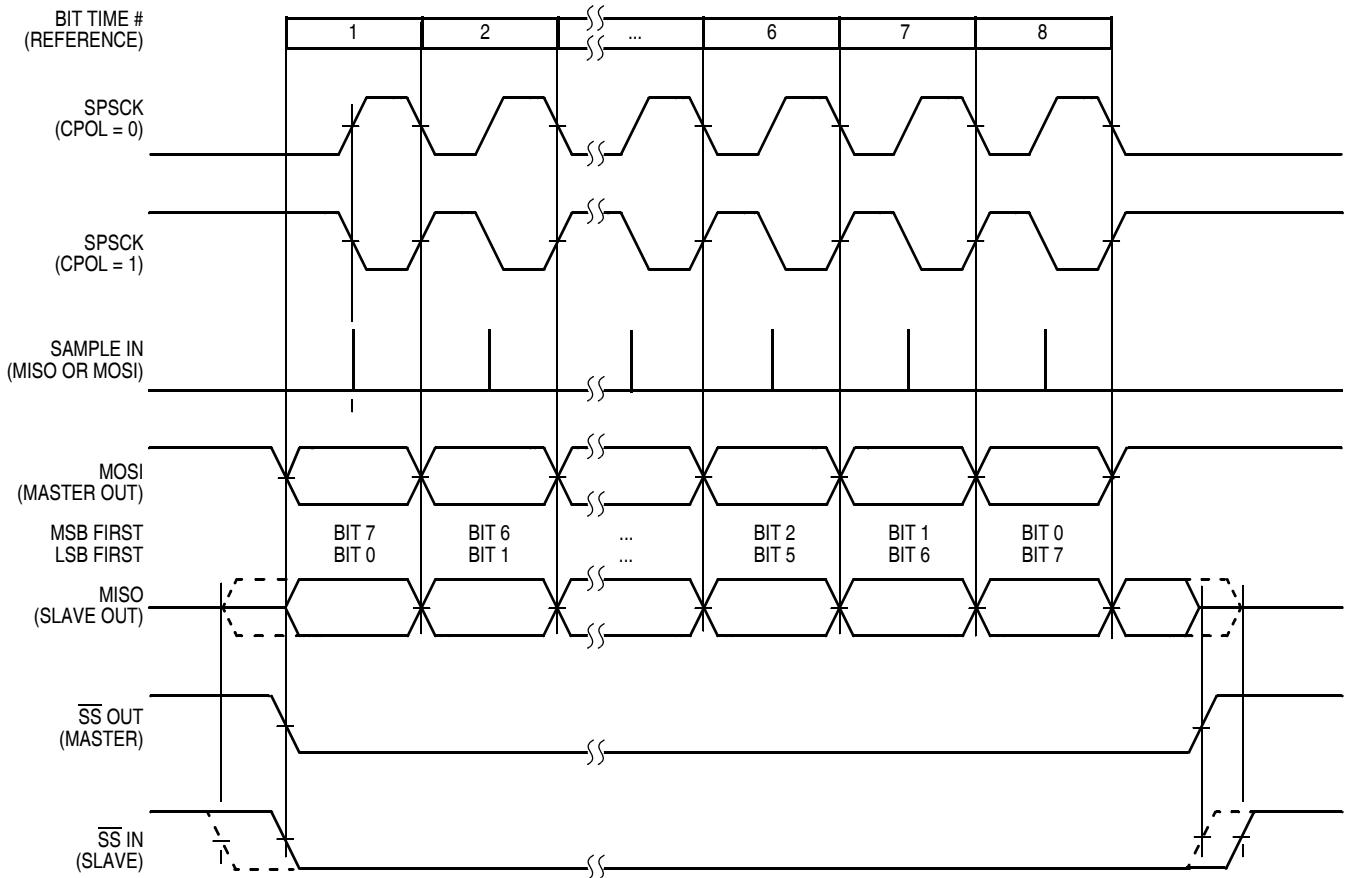 BIT TIME #
(REFERENCE)
1 2 ... 6 7 8
SPSCK
(CPOL = 0)
SPSCK
(CPOL = 1)
SAMPLE IN
(MISO OR MOSI)
MOSI
(MASTER OUT)
MSB FIRST BIT 7 BIT 6 ... BIT 2 BIT 1 BIT 0
LSB FIRST BIT 0 BIT 1 ... BIT 5 BIT 6 BIT 7
MISO
(SLAVE OUT)
S̅S̅ OUT
(MASTER)
S̅S̅ IN
(SLAVE)